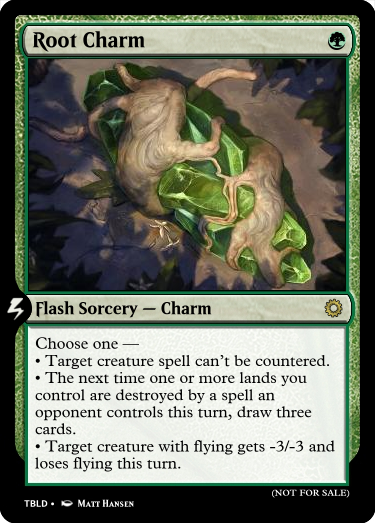 Root Charm
Flash Sorcery — Charm
Choose one —
• Target creature spell can't be countered.
• The next time one or more lands you
control are destroyed by a spell an
opponent controls this turn, draw three
cards.
• Target creature with flying gets -3/-3 and
loses flying this turn.
(NOT FOR SALE)
TBLD • Matt Hansen